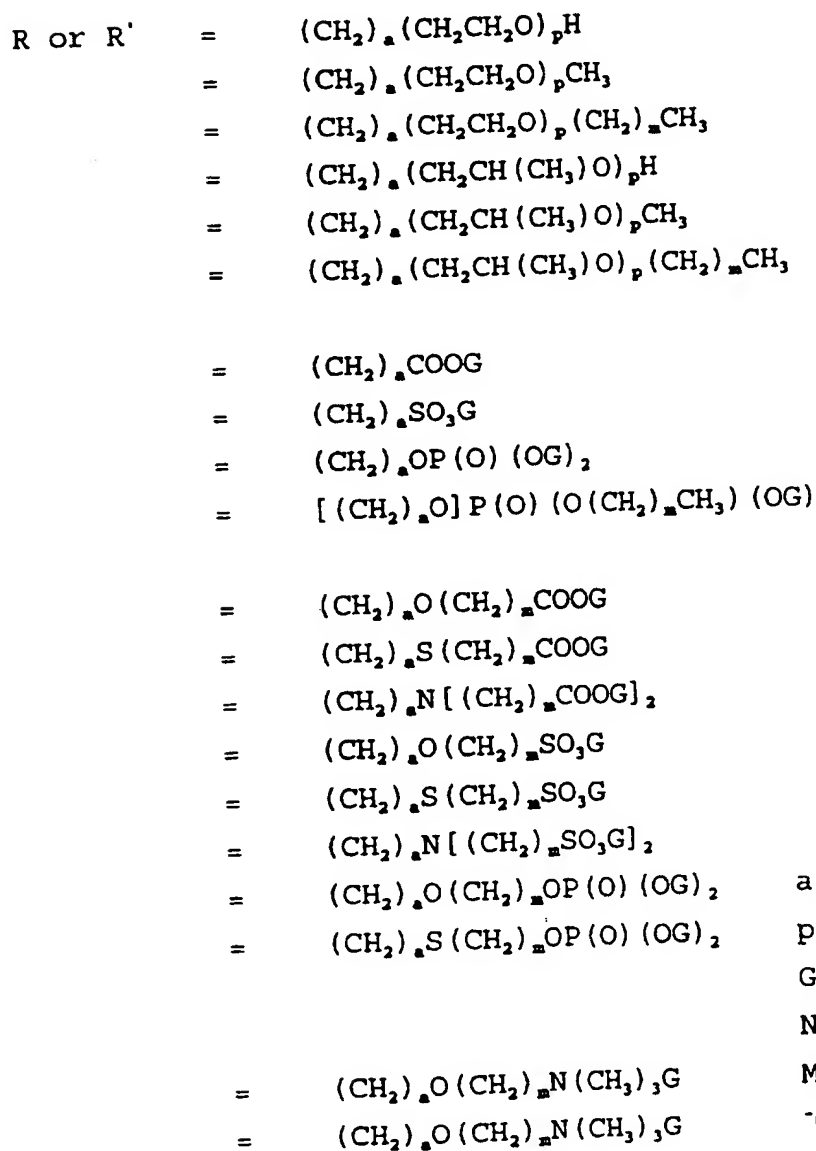 R or R' = (CH₂)ₐ(CH₂CH₂O)ₚH
= (CH₂)ₐ(CH₂CH₂O)ₚCH₃
= (CH₂)ₐ(CH₂CH₂O)ₚ(CH₂)ₘCH₃
= (CH₂)ₐ(CH₂CH(CH₃)O)ₚH
= (CH₂)ₐ(CH₂CH(CH₃)O)ₚCH₃
= (CH₂)ₐ(CH₂CH(CH₃)O)ₚ(CH₂)ₘCH₃
= (CH₂)ₐCOOG
= (CH₂)ₐSO₃G
= (CH₂)ₐOP(O)(OG)₂
= [(CH₂)ₐO]P(O)(O(CH₂)ₘCH₃)(OG)
= (CH₂)ₐO(CH₂)ₘCOOG
= (CH₂)ₐS(CH₂)ₘCOOG
= (CH₂)ₐN[(CH₂)ₘCOOG]₂
= (CH₂)ₐO(CH₂)ₘSO₃G
= (CH₂)ₐS(CH₂)ₘSO₃G
= (CH₂)ₐN[(CH₂)ₘSO₃G]₂
= (CH₂)ₐO(CH₂)ₘOP(O)(OG)₂ a
= (CH₂)ₐS(CH₂)ₘOP(O)(OG)₂ p
G
N
= (CH₂)ₐO(CH₂)ₘN(CH₃)₃G M
= (CH₂)ₐO(CH₂)ₘN(CH₃)₃G